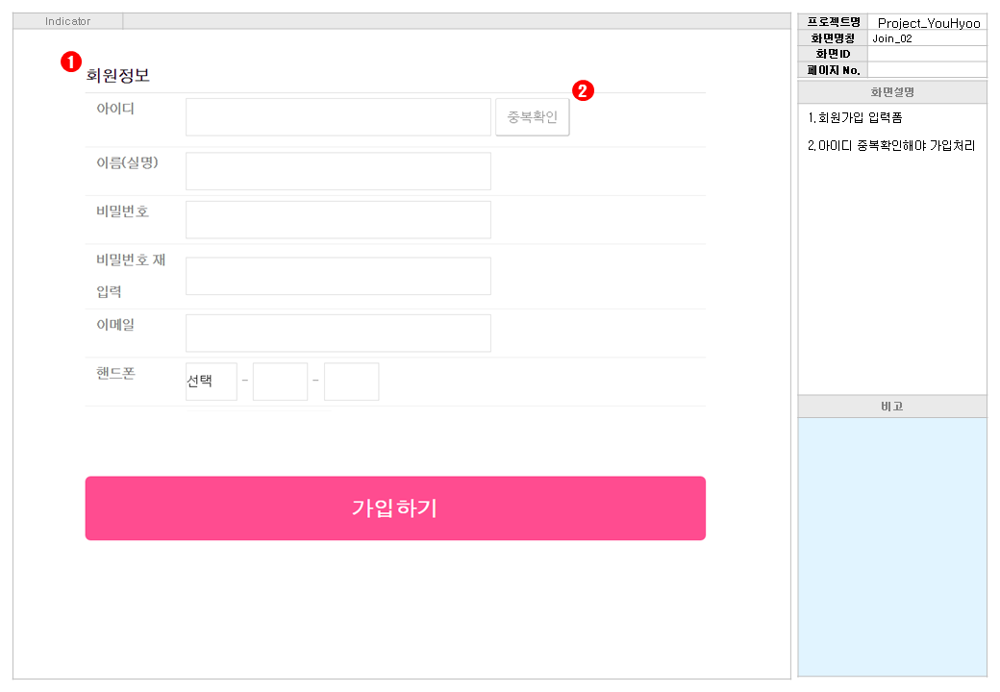 Indicator
1
회원정보
아이디
중복확인
2
이름(실명)
비밀번호
비밀번호 재
입력
이메일
핸드폰
선택 - -
가입하기
프로젝트명 Project_YouHyoo
화면명칭 Join_02
화면ID
페이지 No.
화면설명
1.회원가입 입력폼
2.아이디 중복확인해야 가입처리
비고